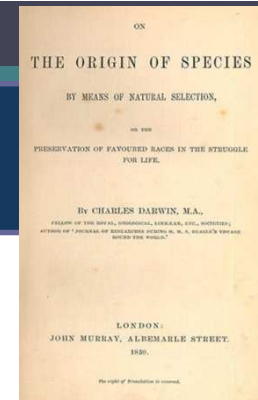 ON
THE ORIGIN OF SPECIES
BY MEANS OF NATURAL SELECTION,
OR THE
PRESERVATION OF FAVOURED RACES IN THE STRUGGLE
FOR LIFE.
BY CHARLES DARWIN, M.A.,
FELLOW OF THE ROYAL, GEOLOGICAL, LINNÆAN, ETC., SOCIETIES;
AUTHOR OF 'JOURNAL OF RESEARCHES DURING H. M. S. BEAGLE'S VOYAGE
ROUND THE WORLD.'
LONDON:
JOHN MURRAY, ALBEMARLE STREET.
1859.
The right of Translation is reserved.